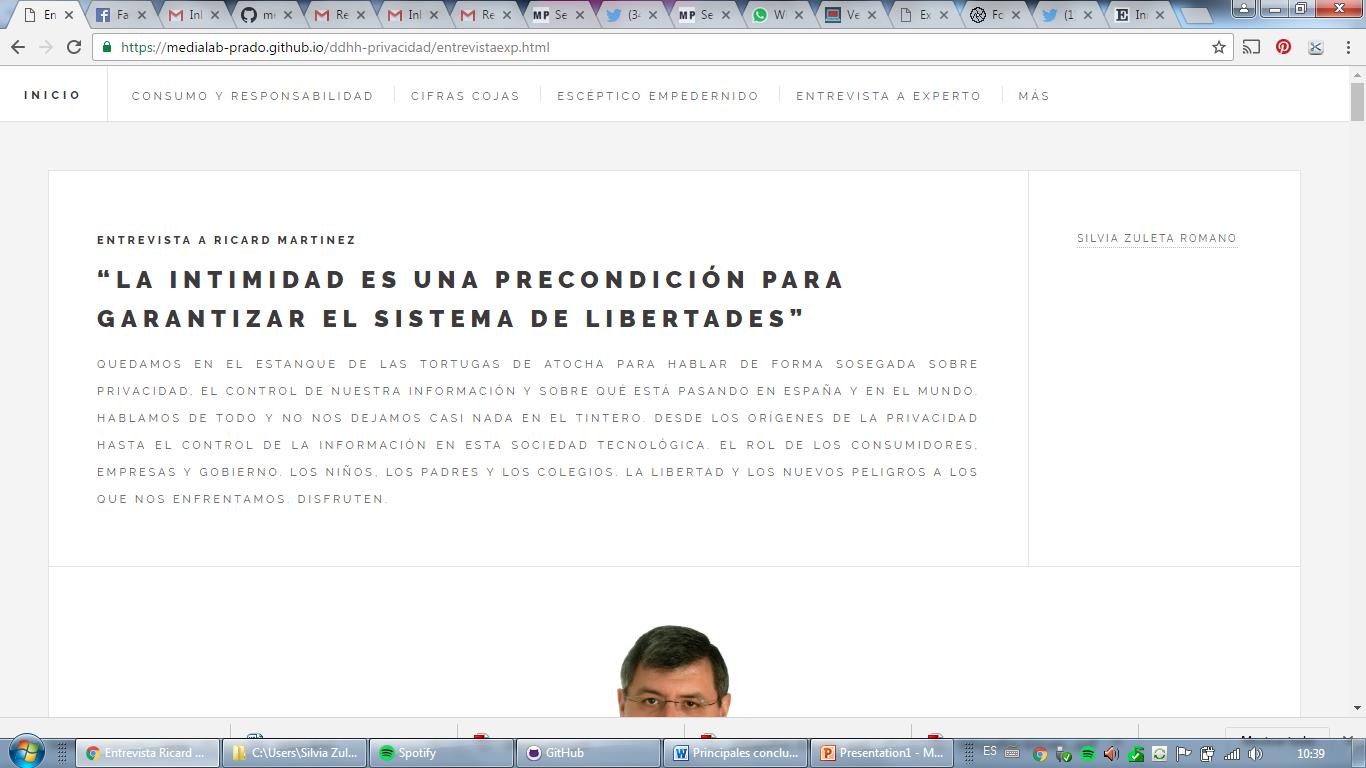 En
Fa
Inl
Re
Inl
Re
MP Se
(1
https://medialab-prado.github.io/ddhh-privacidad/entrevistaexp.html
INICIO
CONSUMO Y RESPONSABILIDAD
CIFRAS COJAS
ESCÉPTICO EMPEDERNIDO
ENTREVISTA A EXPERTO
MÁS
ENTREVISTA A RICARD MARTINEZ
SILVIA ZULETA ROMANO
“LA INTIMIDAD ES UNA PRECONDICIÓN PARA
GARANTIZAR EL SISTEMA DE LIBERTADES”
QUEDAMOS EN EL ESTANQUE DE LAS TORTUGAS DE ATOCHA PARA HABLAR DE FORMA SOSEGADA SOBRE
PRIVACIDAD, EL CONTROL DE NUESTRA INFORMACIÓN Y SOBRE QUÉ ESTÁ PASANDO EN ESPAÑA Y EN EL MUNDO.
HABLAMOS DE TODO Y NO NOS DEJAMOS CASI NADA EN EL TINTERO. DESDE LOS ORÍGENES DE LA PRIVACIDAD
HASTA EL CONTROL DE LA INFORMACIÓN EN ESTA SOCIEDAD TECNOLÓGICA. EL ROL DE LOS CONSUMIDORES,
EMPRESAS Y GOBIERNO. LOS NIÑOS, LOS PADRES Y LOS COLEGIOS. LA LIBERTAD Y LOS NUEVOS PELIGROS A LOS
QUE NOS ENFRENTAMOS. DISFRUTEN.
Entrevista Ricard ...
C:\Users\Silvia Zul...
Spotify
GitHub
Principales conclu...
Presentation1 - M...
ES
10:39